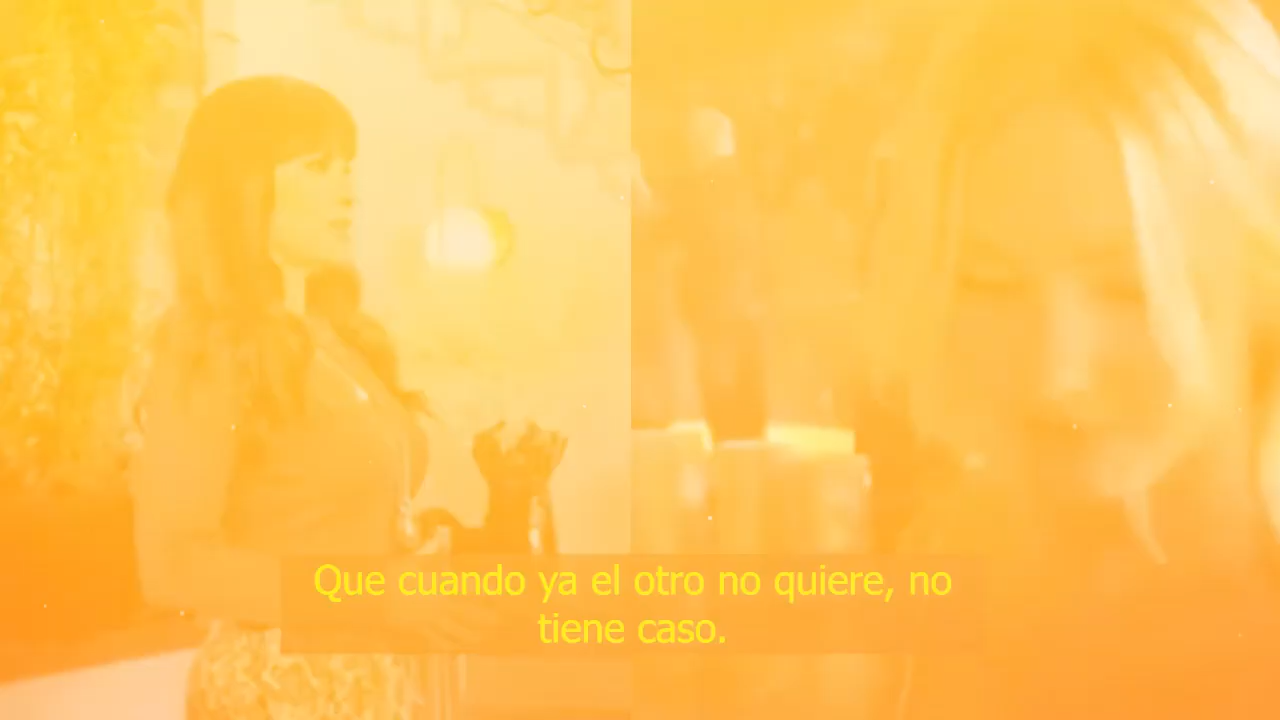 Que cuando ya el otro no quiere, no
tiene caso.